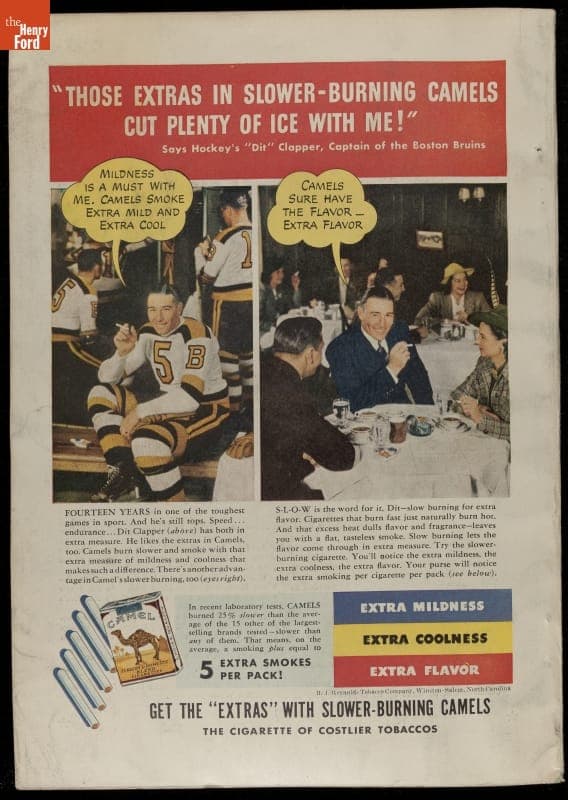 the
Henry
Ford
"THOSE EXTRAS IN SLOWER-BURNING CAMELS
CUT PLENTY OF ICE WITH ME!"
Says Hockey's "Dit" Clapper, Captain of the Boston Bruins
MILDNESS
IS A MUST WITH
ME. CAMELS SMOKE
EXTRA MILD AND
EXTRA COOL
CAMELS
SURE HAVE
THE FLAVOR —
EXTRA FLAVOR
5
1
5 B
FOURTEEN YEARS in one of the toughest
games in sport. And he's still tops. Speed...
endurance...Dit Clapper (above) has both in
extra measure. He likes the extras in Camels,
too. Camels burn slower and smoke with that
extra measure of mildness and coolness that
makes such a difference. There's another advan-
tage in Camel's slower burning, too (see right).
S-L-O-W is the word for it, Dit—slow burning for extra
flavor. Cigarettes that burn fast just naturally burn hot.
And that excess heat dulls flavor and fragrance—leaves
you with a flat, tasteless smoke. Slow burning lets the
flavor come through in extra measure. Try the slower-
burning cigarette. You'll notice the extra mildness, the
extra coolness, the extra flavor. Your purse will notice
the extra smoking per cigarette per pack (see below).
CAMEL
In recent laboratory tests, CAMELS
burned 25% slower than the aver-
age of the 15 other of the largest-
selling brands tested—slower than
any of them. That means, on the
average, a smoking plus equal to
5 EXTRA SMOKES
PER PACK!
EXTRA MILDNESS
EXTRA COOLNESS
EXTRA FLAVOR
R. J. Reynolds Tobacco Company, Winston-Salem, North Carolina
GET THE "EXTRAS" WITH SLOWER-BURNING CAMELS
THE CIGARETTE OF COSTLIER TOBACCOS